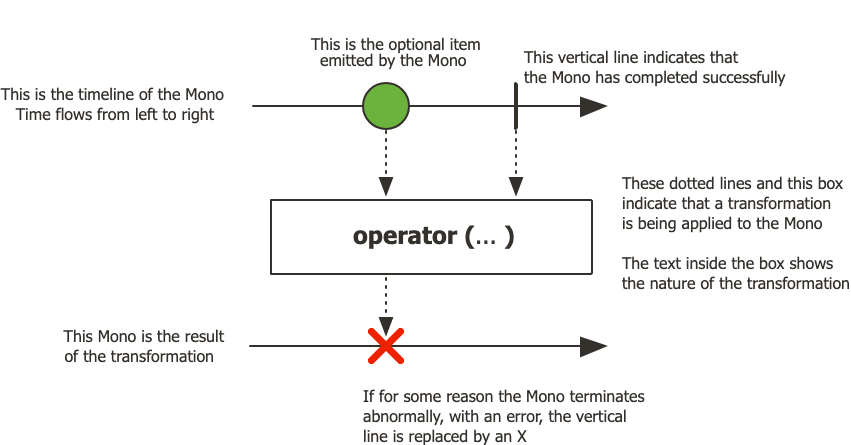 This is the optional item
emitted by the Mono
This vertical line indicates that
the Mono has completed successfully
This is the timeline of the Mono
Time flows from left to right
These dotted lines and this box
indicate that a transformation
is being applied to the Mono
operator (... )
The text inside the box shows
the nature of the transformation
This Mono is the result
of the transformation
If for some reason the Mono terminates
abnormally, with an error, the vertical
line is replaced by an X